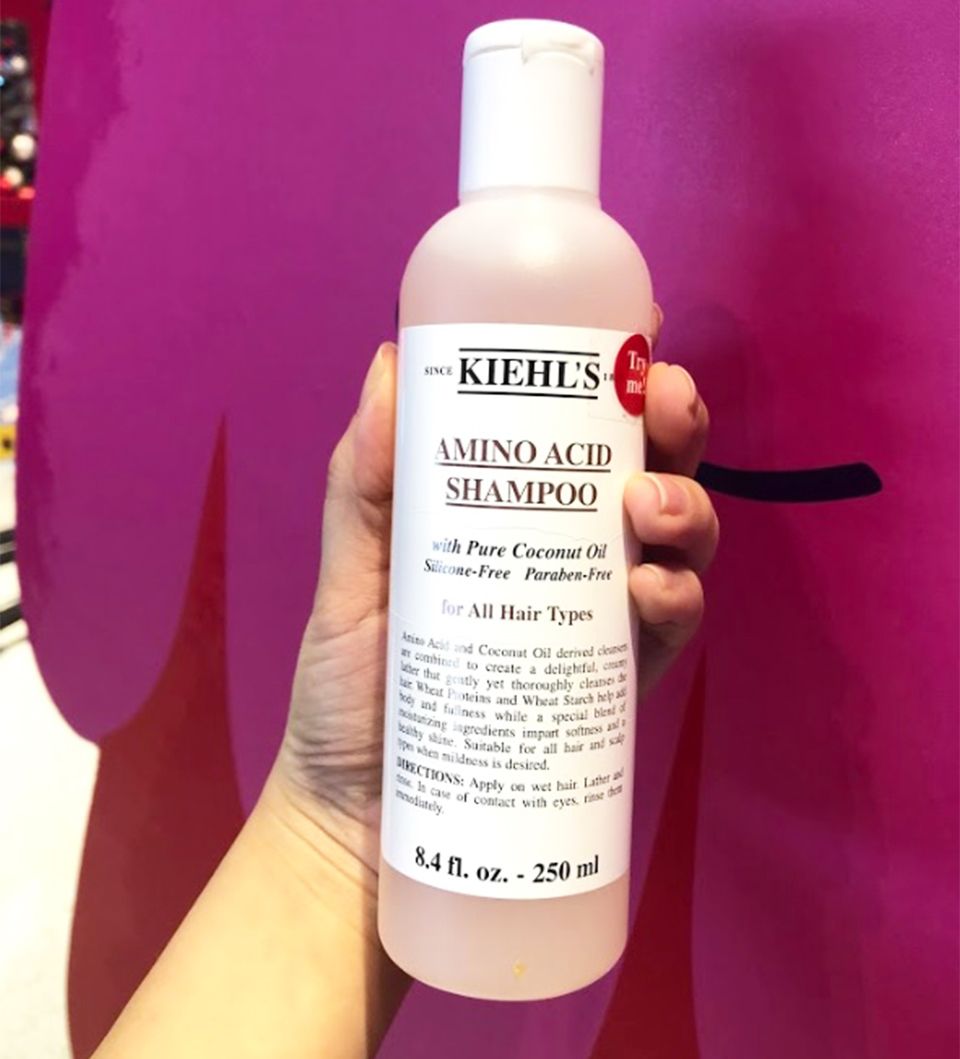 SINCE KIEHL'S
Try
me!
AMINO ACID
SHAMPOO
with Pure Coconut Oil
Silicone-Free Paraben-Free
for All Hair Types
Amino Acid and Coconut Oil derived cleansers
are combined to create a delightful, creamy
lather that gently yet thoroughly cleanses the
hair. Wheat Proteins and Wheat Starch help add
body and fullness while a special blend of
moisturizing ingredients impart softness and a
healthy shine. Suitable for all hair and scalp
types when mildness is desired.
DIRECTIONS: Apply on wet hair. Lather and
rinse. In case of contact with eyes, rinse them
immediately.
8.4 fl. oz. - 250 ml